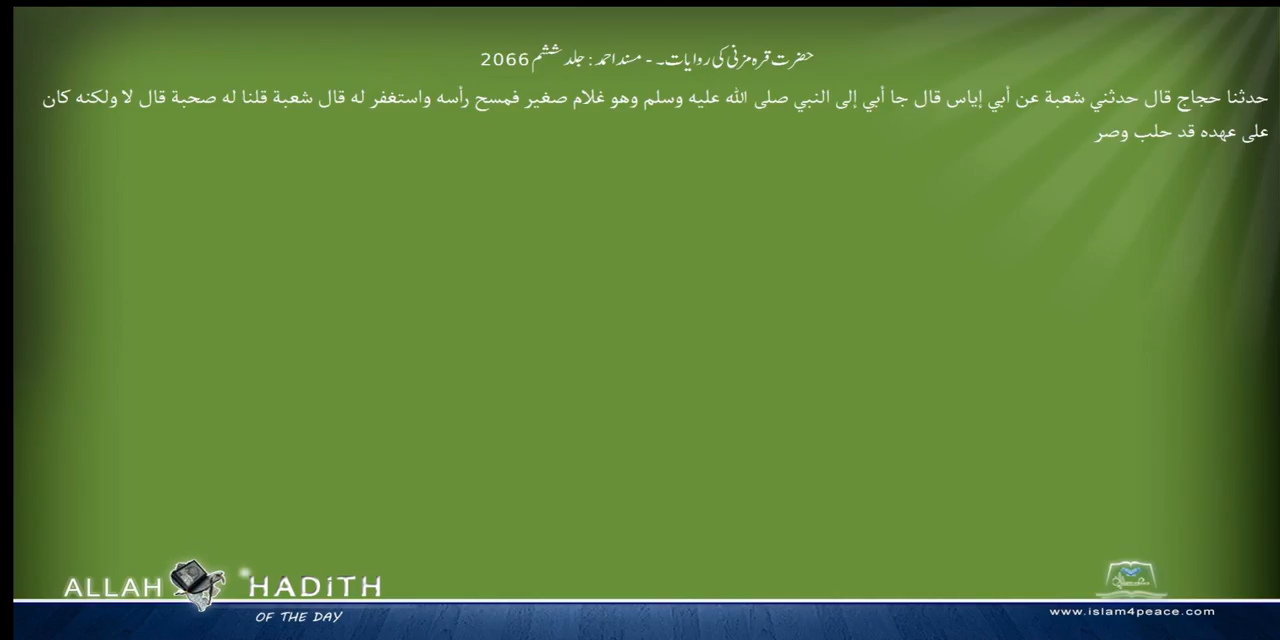 حضرت قرہ مزنی کی روایات۔ - مسند احمد : جلد ششم 2066
حدثنا حجاج قال حدثني شعبة عن أبي إياس قال جا أبي إلى النبي صلى الله عليه وسلم وهو غلام صغير فمسح رأسه واستغفر له قال شعبة قلنا له صحبة قال لا ولكنه كان
على عهده قد حلب وصر
ALLAH HADITH
OF THE DAY
www.islam4peace.com